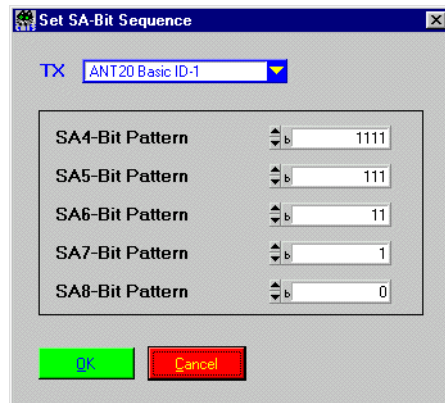 Set SA-Bit Sequence
TX ANT20 Basic ID-1
SA4-Bit Pattern b 1111
SA5-Bit Pattern b 111
SA6-Bit Pattern b 11
SA7-Bit Pattern b 1
SA8-Bit Pattern b 0
OK Cancel